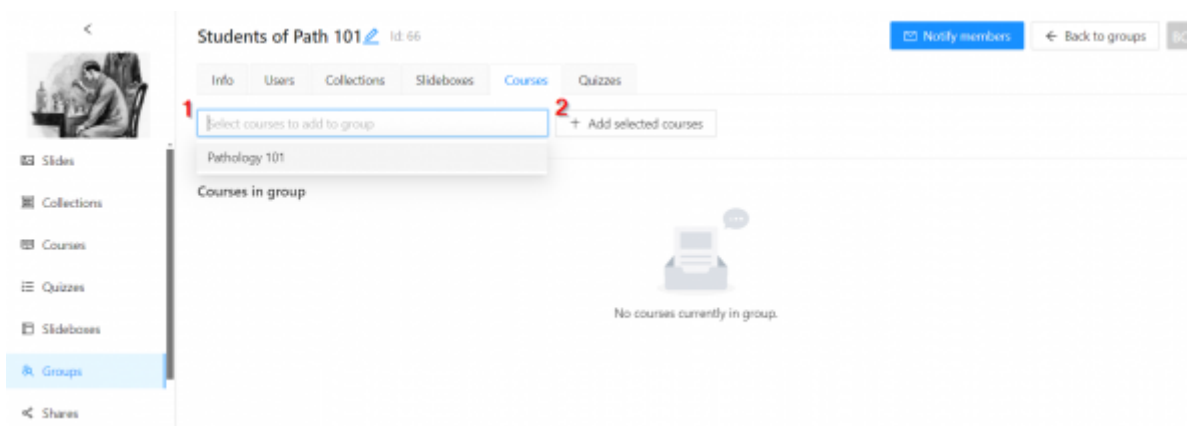 Students of Path 101 Id: 66
Notify members
Back to groups
Info Users Collections Slideboxes Courses Quizzes
1 Select courses to add to group
2 + Add selected courses
Pathology 101
Courses in group
No courses currently in group.
Slides
Collections
Courses
Quizzes
Slideboxes
Groups
Shares